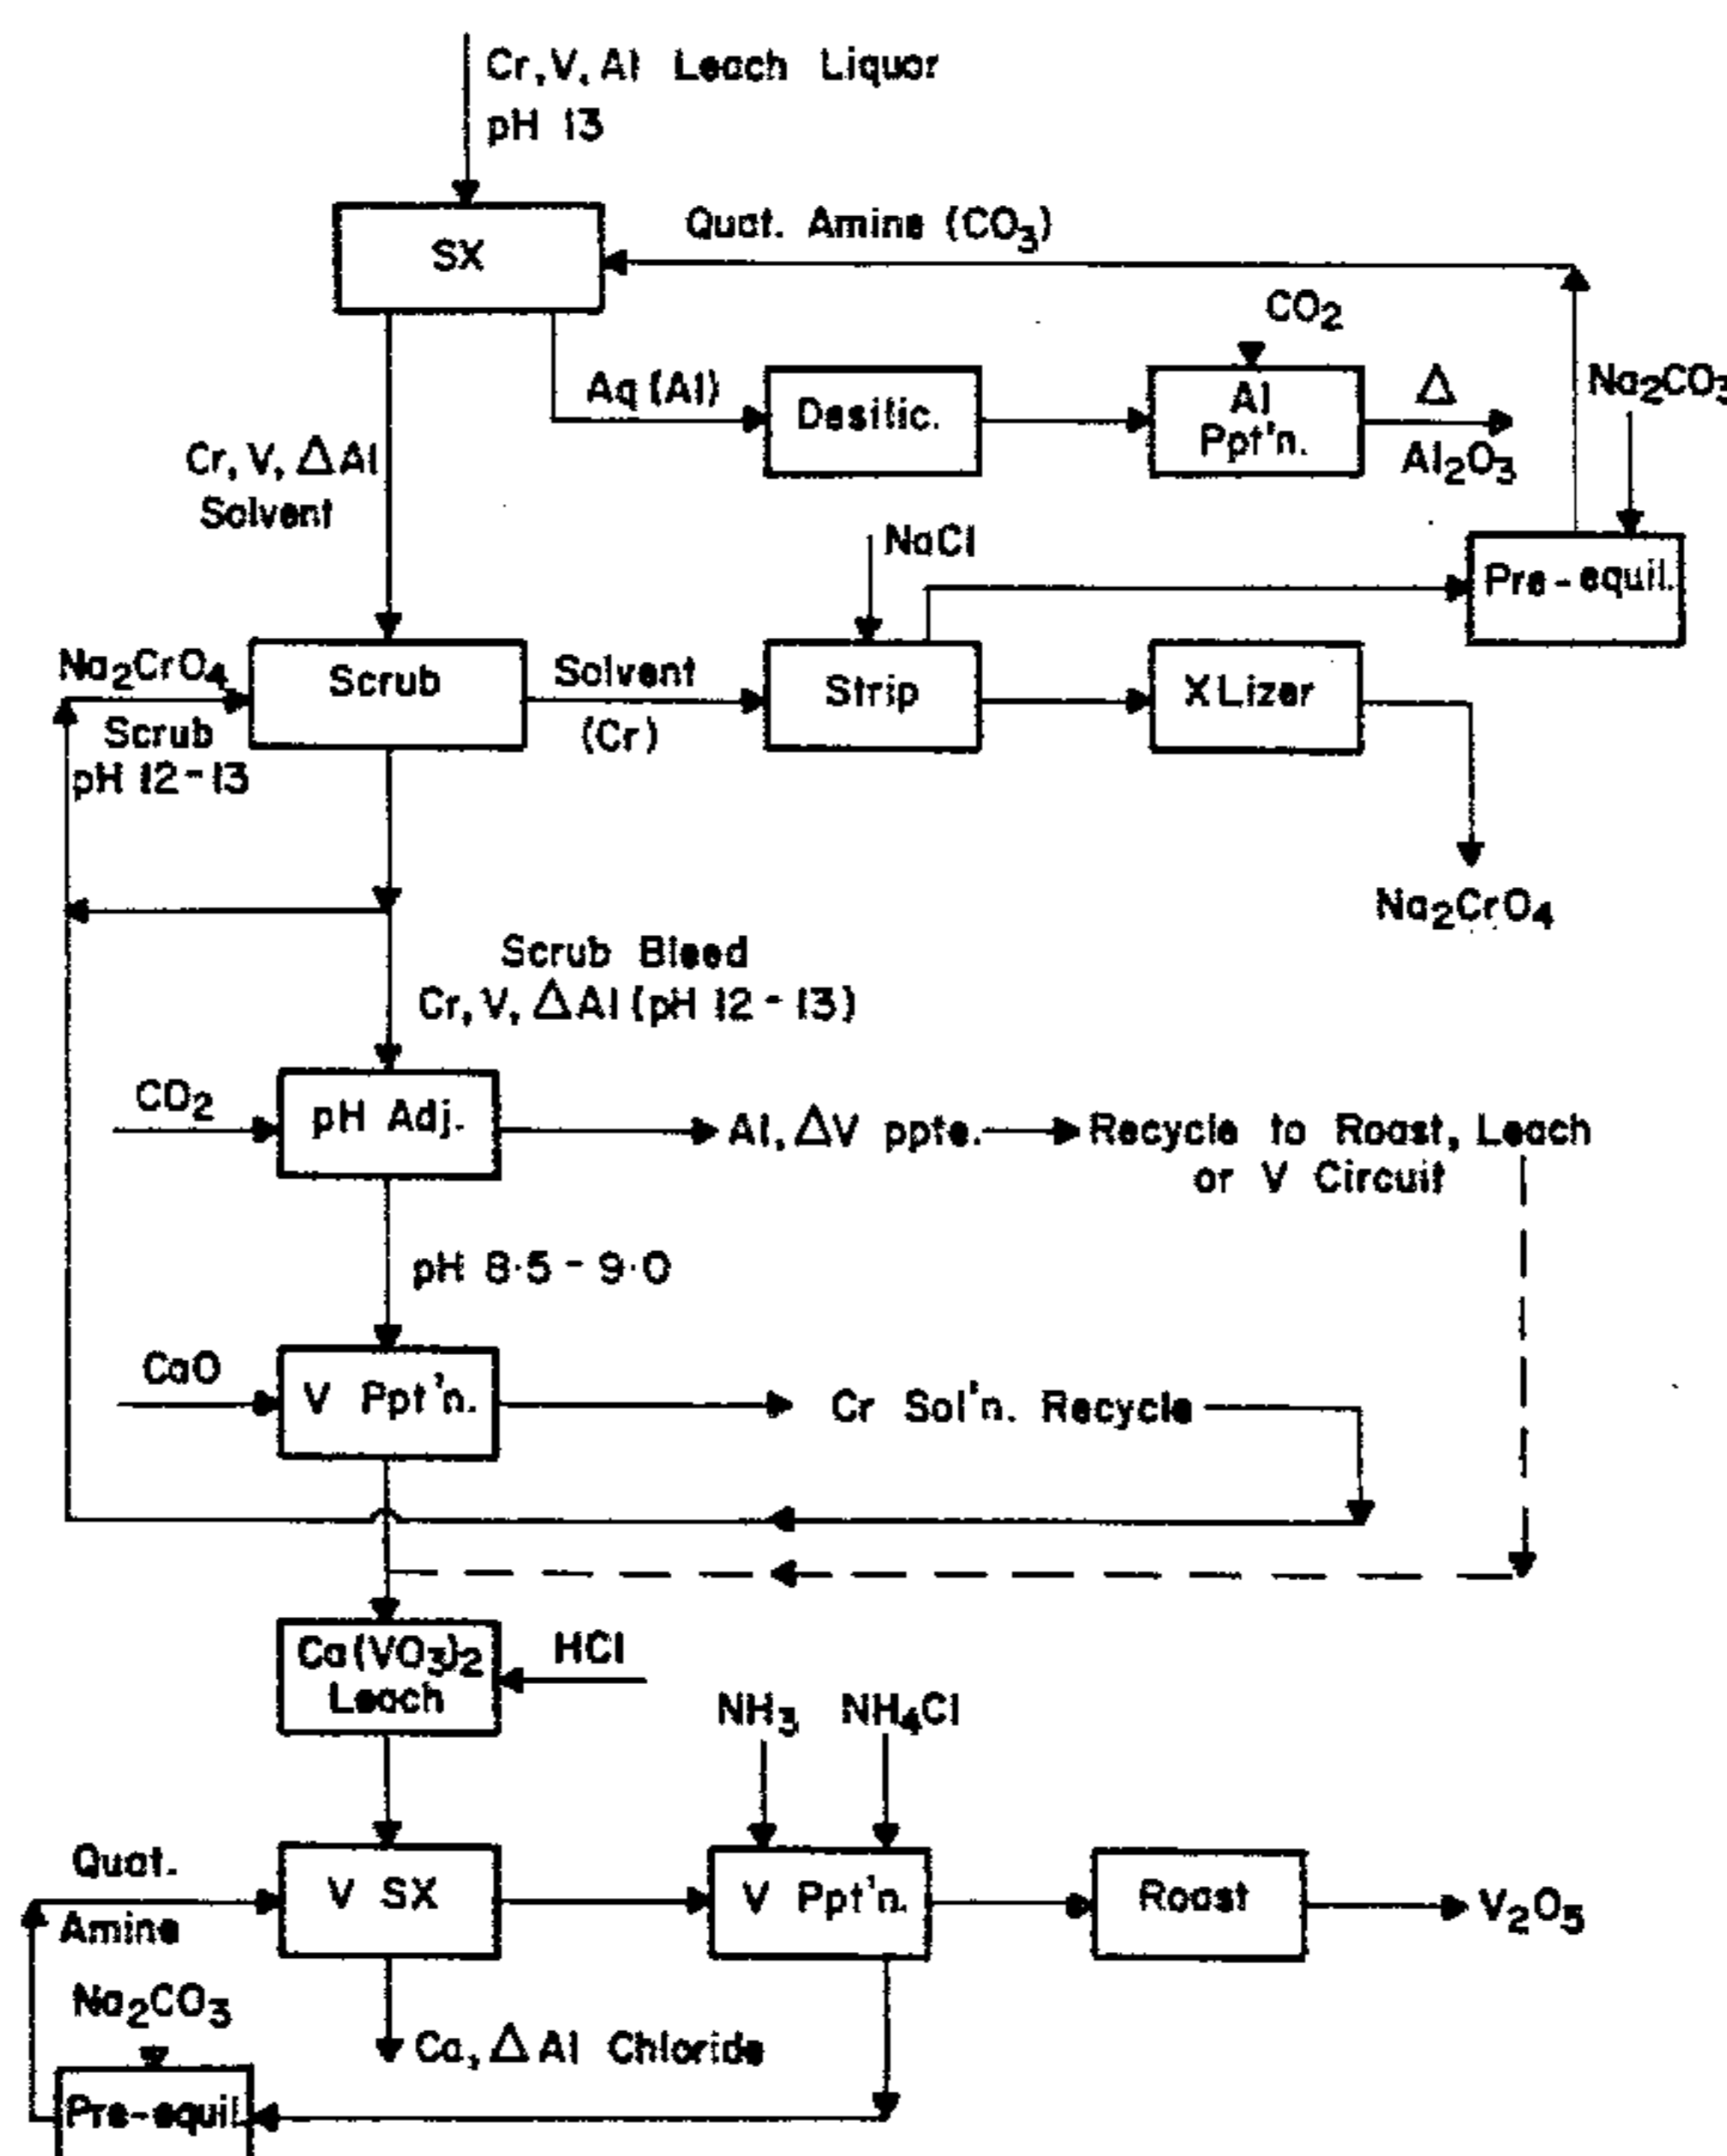 Cr, V, Al Leach Liquor
pH 13
SX
Quat. Amine (CO3)
CO2
Na2CO3
Aq (Al)
Desilic.
Al
Ppt'n.
Δ
Al2O3
Cr, V, ΔAl
Solvent
NaCl
Pre-equil.
Na2CrO4
Scrub
pH 12-13
Scrub
Solvent
(Cr)
Strip
XLizer
Na2CrO4
Scrub Bleed
Cr, V, ΔAl (pH 12-13)
CO2
pH Adj.
Al, ΔV ppte.
Recycle to Roast, Leach
or V Circuit
pH 8·5 - 9·0
CaO
V Ppt'n.
Cr Sol'n. Recycle
Ca(VO3)2
Leach
HCl
NH3
NH4Cl
Quat.
Amine
V SX
V Ppt'n.
Roast
V2O5
Na2CO3
Ca, ΔAl Chloride
Pre-equil.